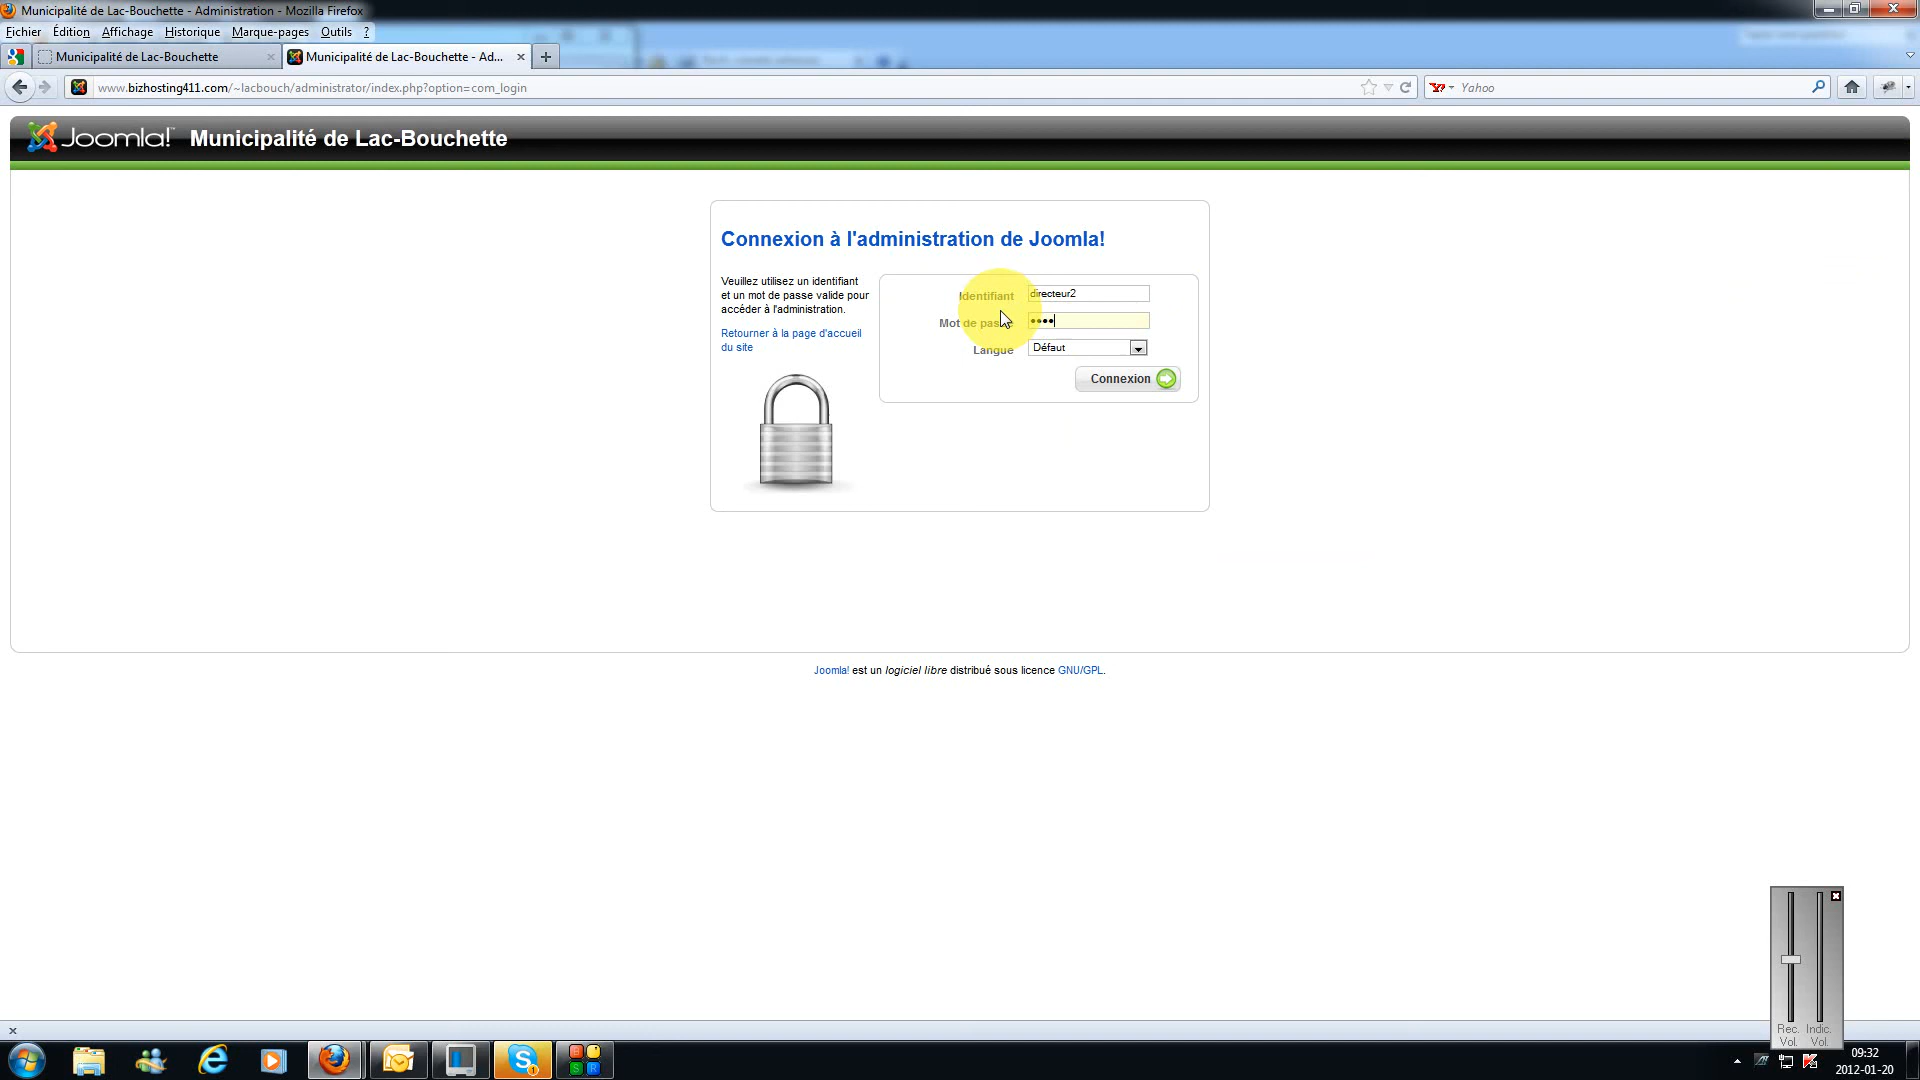 Municipalité de Lac-Bouchette - Administration - Mozilla Firefox
Fichier Édition Affichage Historique Marque-pages Outils ?
Municipalité de Lac-Bouchette
Municipalité de Lac-Bouchette - Ad...
www.bizhosting411.com/~lacbouch/administrator/index.php?option=com_login
Yahoo
Joomla!™ Municipalité de Lac-Bouchette
Connexion à l'administration de Joomla!
Veuillez utilisez un identifiant
et un mot de passe valide pour
accéder à l'administration.
Retourner à la page d'accueil
du site
Identifiant directeur2
Mot de passe ••••
Langue Défaut
Connexion
Joomla! est un logiciel libre distribué sous licence GNU/GPL.
Rec. Indic.
Vol. Vol.
09:32
2012-01-20